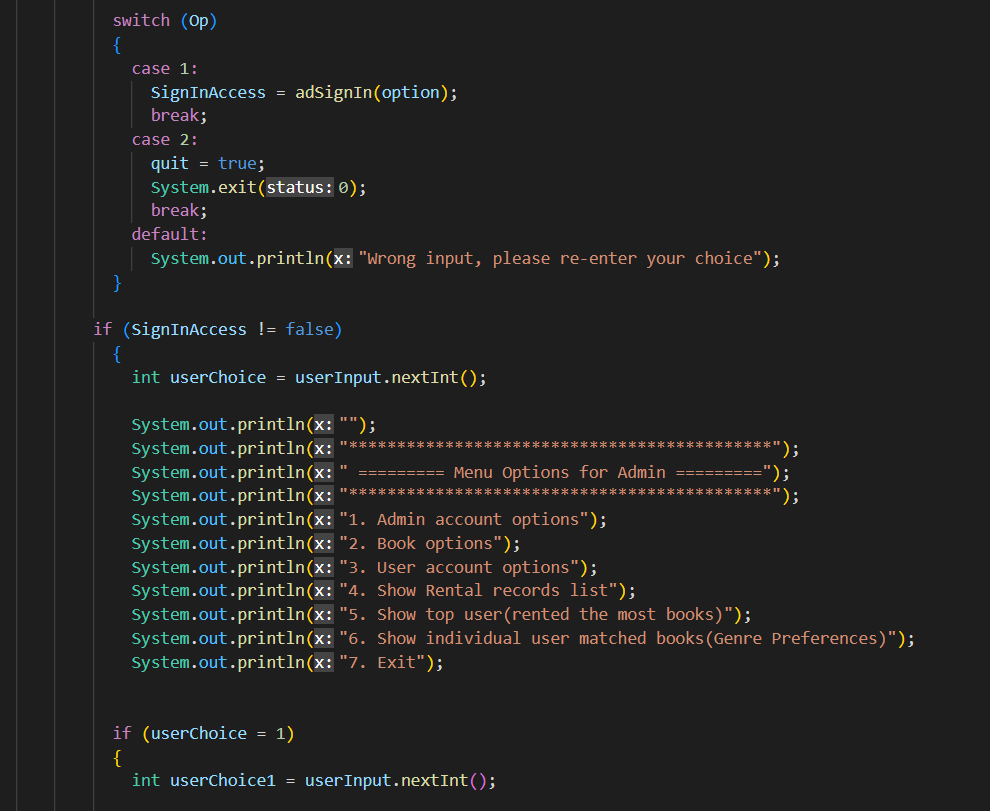 switch (Op)
{
case 1:
SignInAccess = adSignIn(option);
break;
case 2:
quit = true;
System.exit(status: 0);
break;
default:
System.out.println(x: "Wrong input, please re-enter your choice");
}
if (SignInAccess != false)
{
int userChoice = userInput.nextInt();
System.out.println(x: "");
System.out.println(x: "********************************************");
System.out.println(x: " ========= Menu Options for Admin =========");
System.out.println(x: "********************************************");
System.out.println(x: "1. Admin account options");
System.out.println(x: "2. Book options");
System.out.println(x: "3. User account options");
System.out.println(x: "4. Show Rental records list");
System.out.println(x: "5. Show top user(rented the most books)");
System.out.println(x: "6. Show individual user matched books(Genre Preferences)");
System.out.println(x: "7. Exit");
if (userChoice = 1)
{
int userChoice1 = userInput.nextInt();